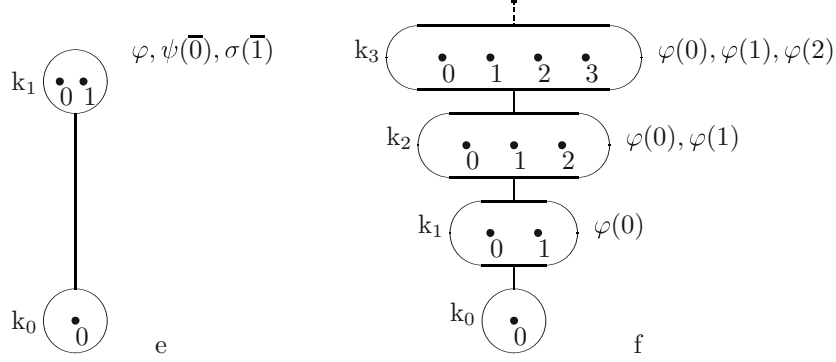 φ, ψ(0̅), σ(1̅)
k₁
0 1
k₀
0
e
k₃
0 1 2 3
φ(0), φ(1), φ(2)
k₂
0 1 2
φ(0), φ(1)
k₁
0 1
φ(0)
k₀
0
f